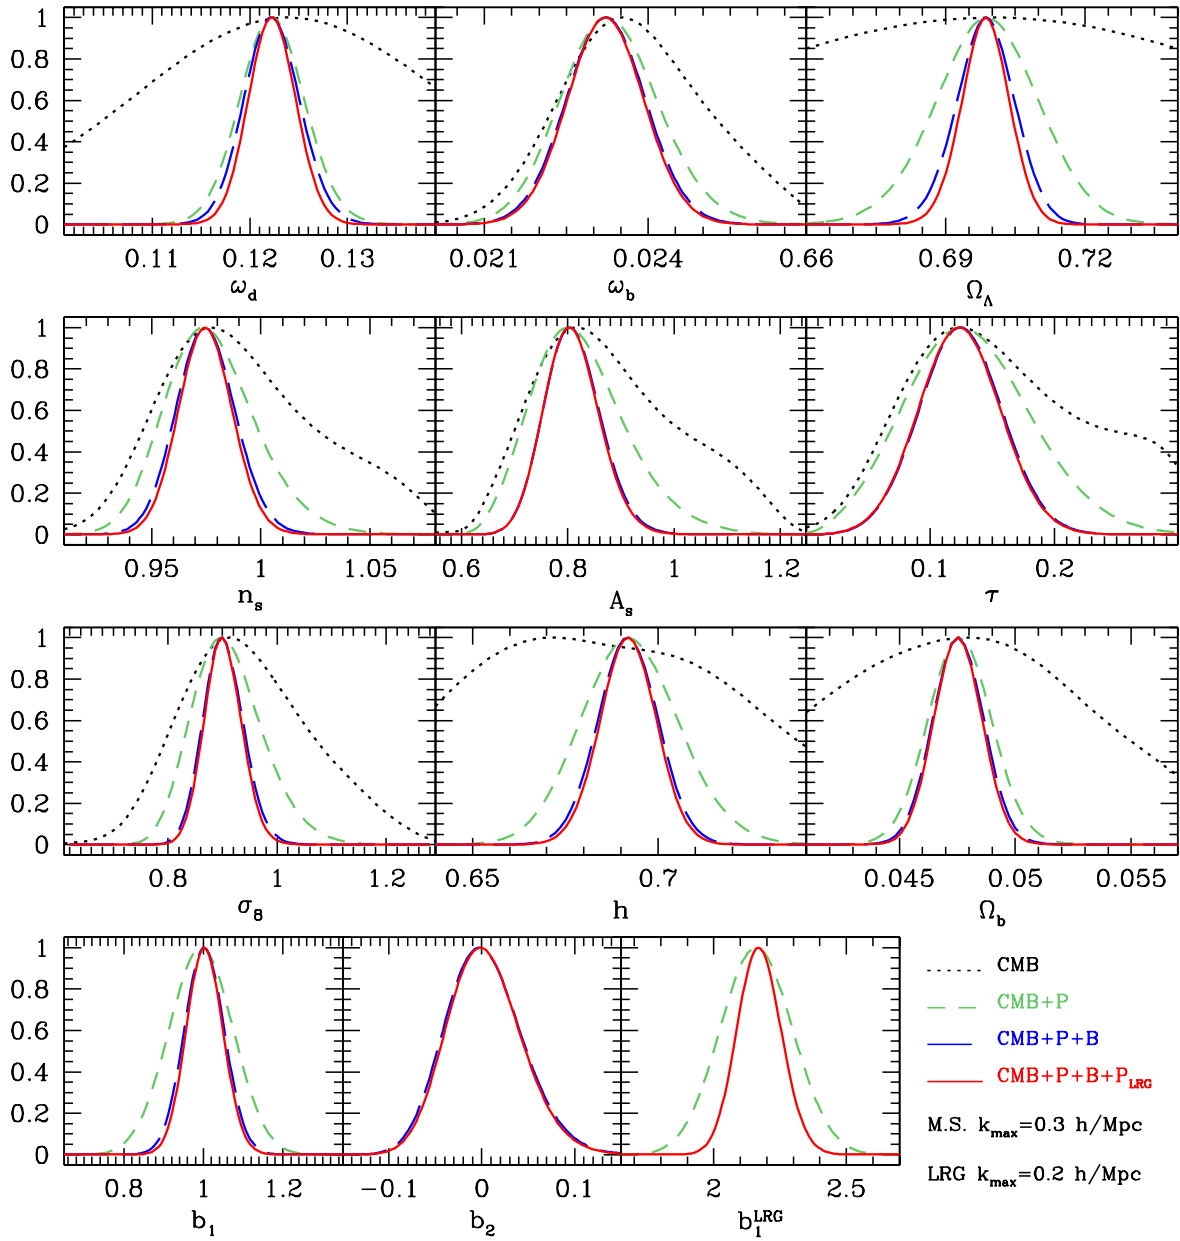 1
0.8
0.6
0.4
0.2
0
0.11 0.12 0.13 0.021 0.024 0.66 0.69 0.72
ω_d ω_b Ω_Λ
1
0.8
0.6
0.4
0.2
0
0.95 1 1.05 0.6 0.8 1 1.2 0.1 0.2
n_s A_s τ
1
0.8
0.6
0.4
0.2
0
0.8 1 1.2 0.65 0.7 0.045 0.05 0.055
σ_8 h Ω_b
1
0.8
0.6
0.4
0.2
0
0.8 1 1.2 −0.1 0 0.1 2 2.5
b_1 b_2 b_1^LRG
CMB
CMB+P
CMB+P+B
CMB+P+B+P_LRG
M.S. k_max=0.3 h/Mpc
LRG k_max=0.2 h/Mpc